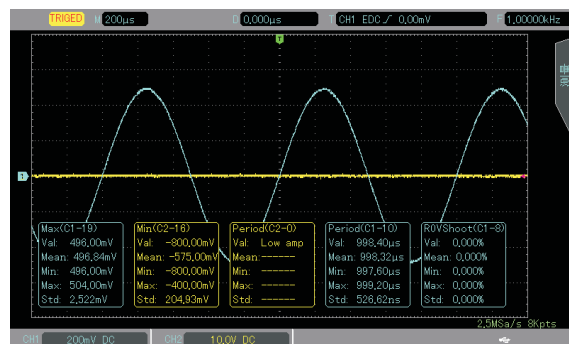 TRIGED M 200μs D 0,000μs T CH1 EDC 0,00mV F 1,00000kHz
T
1
Max(C1-19)
Val: 496,00mV
Mean: 496,84mV
Min: 496,00mV
Max: 504,00mV
Std: 2,522mV
Min(C2-16)
Val: -800,00mV
Mean: -575,00mV
Min: -800,00mV
Max: -400,00mV
Std: 204,93mV
Period(C2-0)
Val: Low amp
Mean:------
Min: ------
Max: ------
Std: ------
Period(C1-10)
Val: 998,40μs
Mean: 998,32μs
Min: 997,60μs
Max: 999,20μs
Std: 526,62ns
ROVShoot(C1-8)
Val: 0,000%
Mean: 0,000%
Min: 0,000%
Max: 0,000%
Std: 0,000%
2,5MSa/s 8Kpts
CH1 200mV DC CH2 10,0V DC